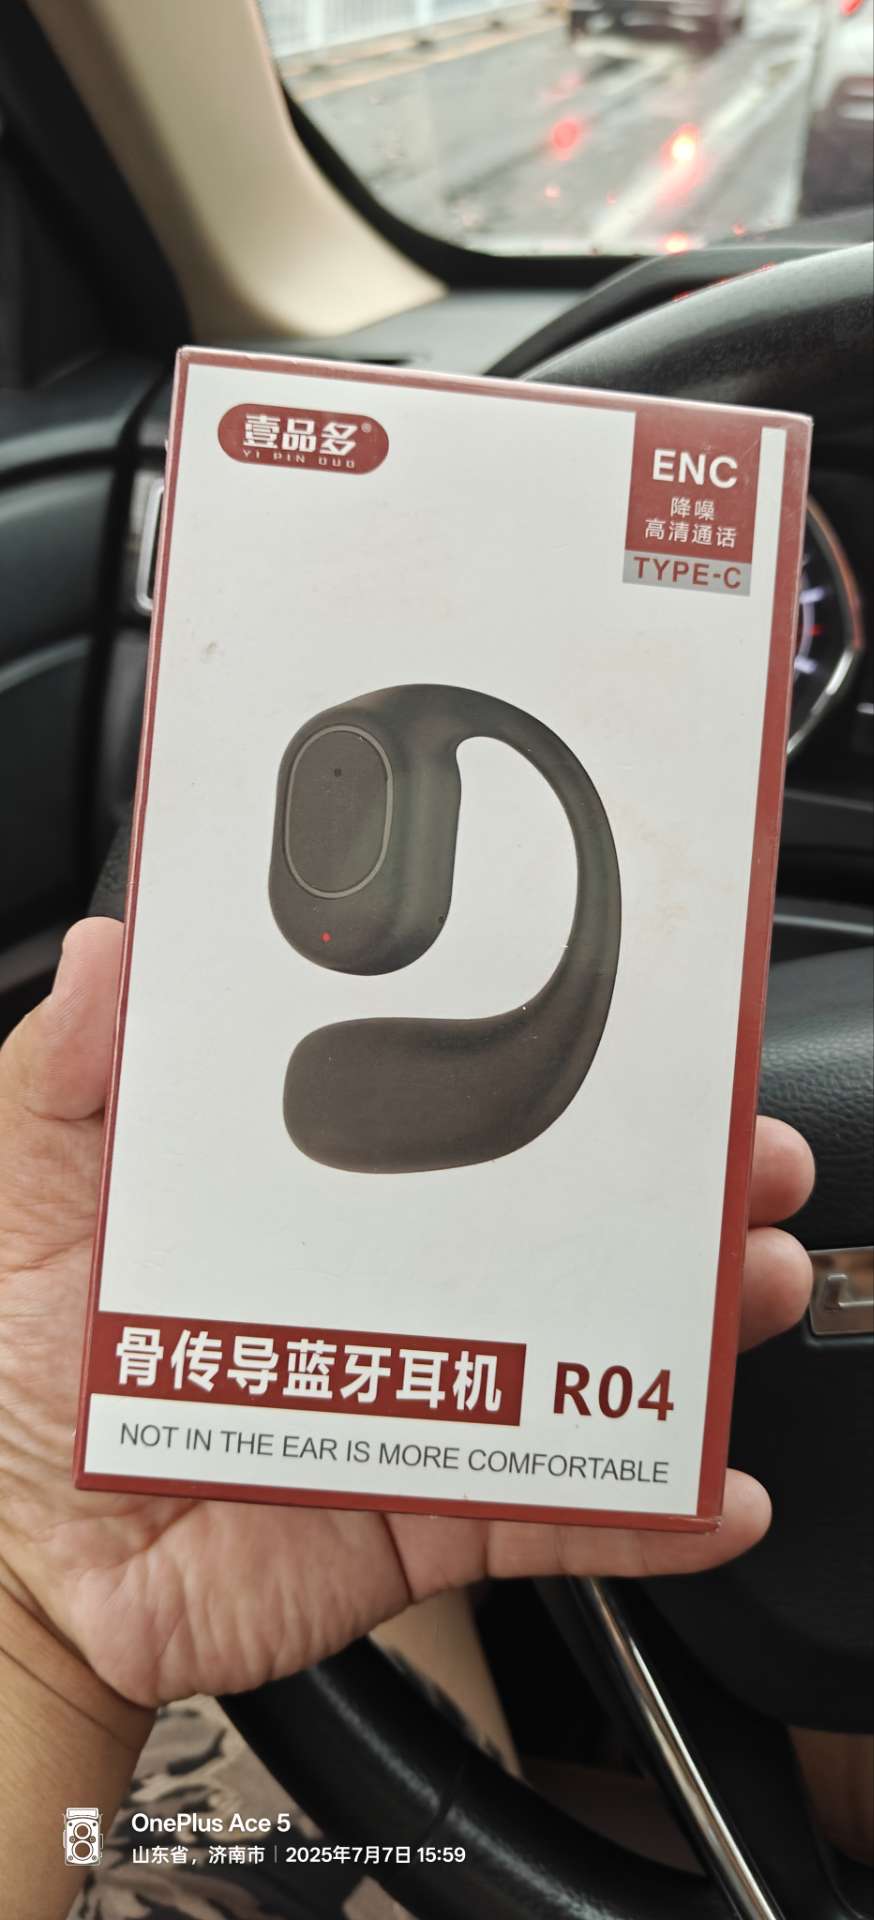 壹品多®
YI PIN DUO
ENC
降噪
高清通话
TYPE-C
骨传导蓝牙耳机 R04
NOT IN THE EAR IS MORE COMFORTABLE
OnePlus Ace 5
山东省，济南市｜2025年7月7日 15:59